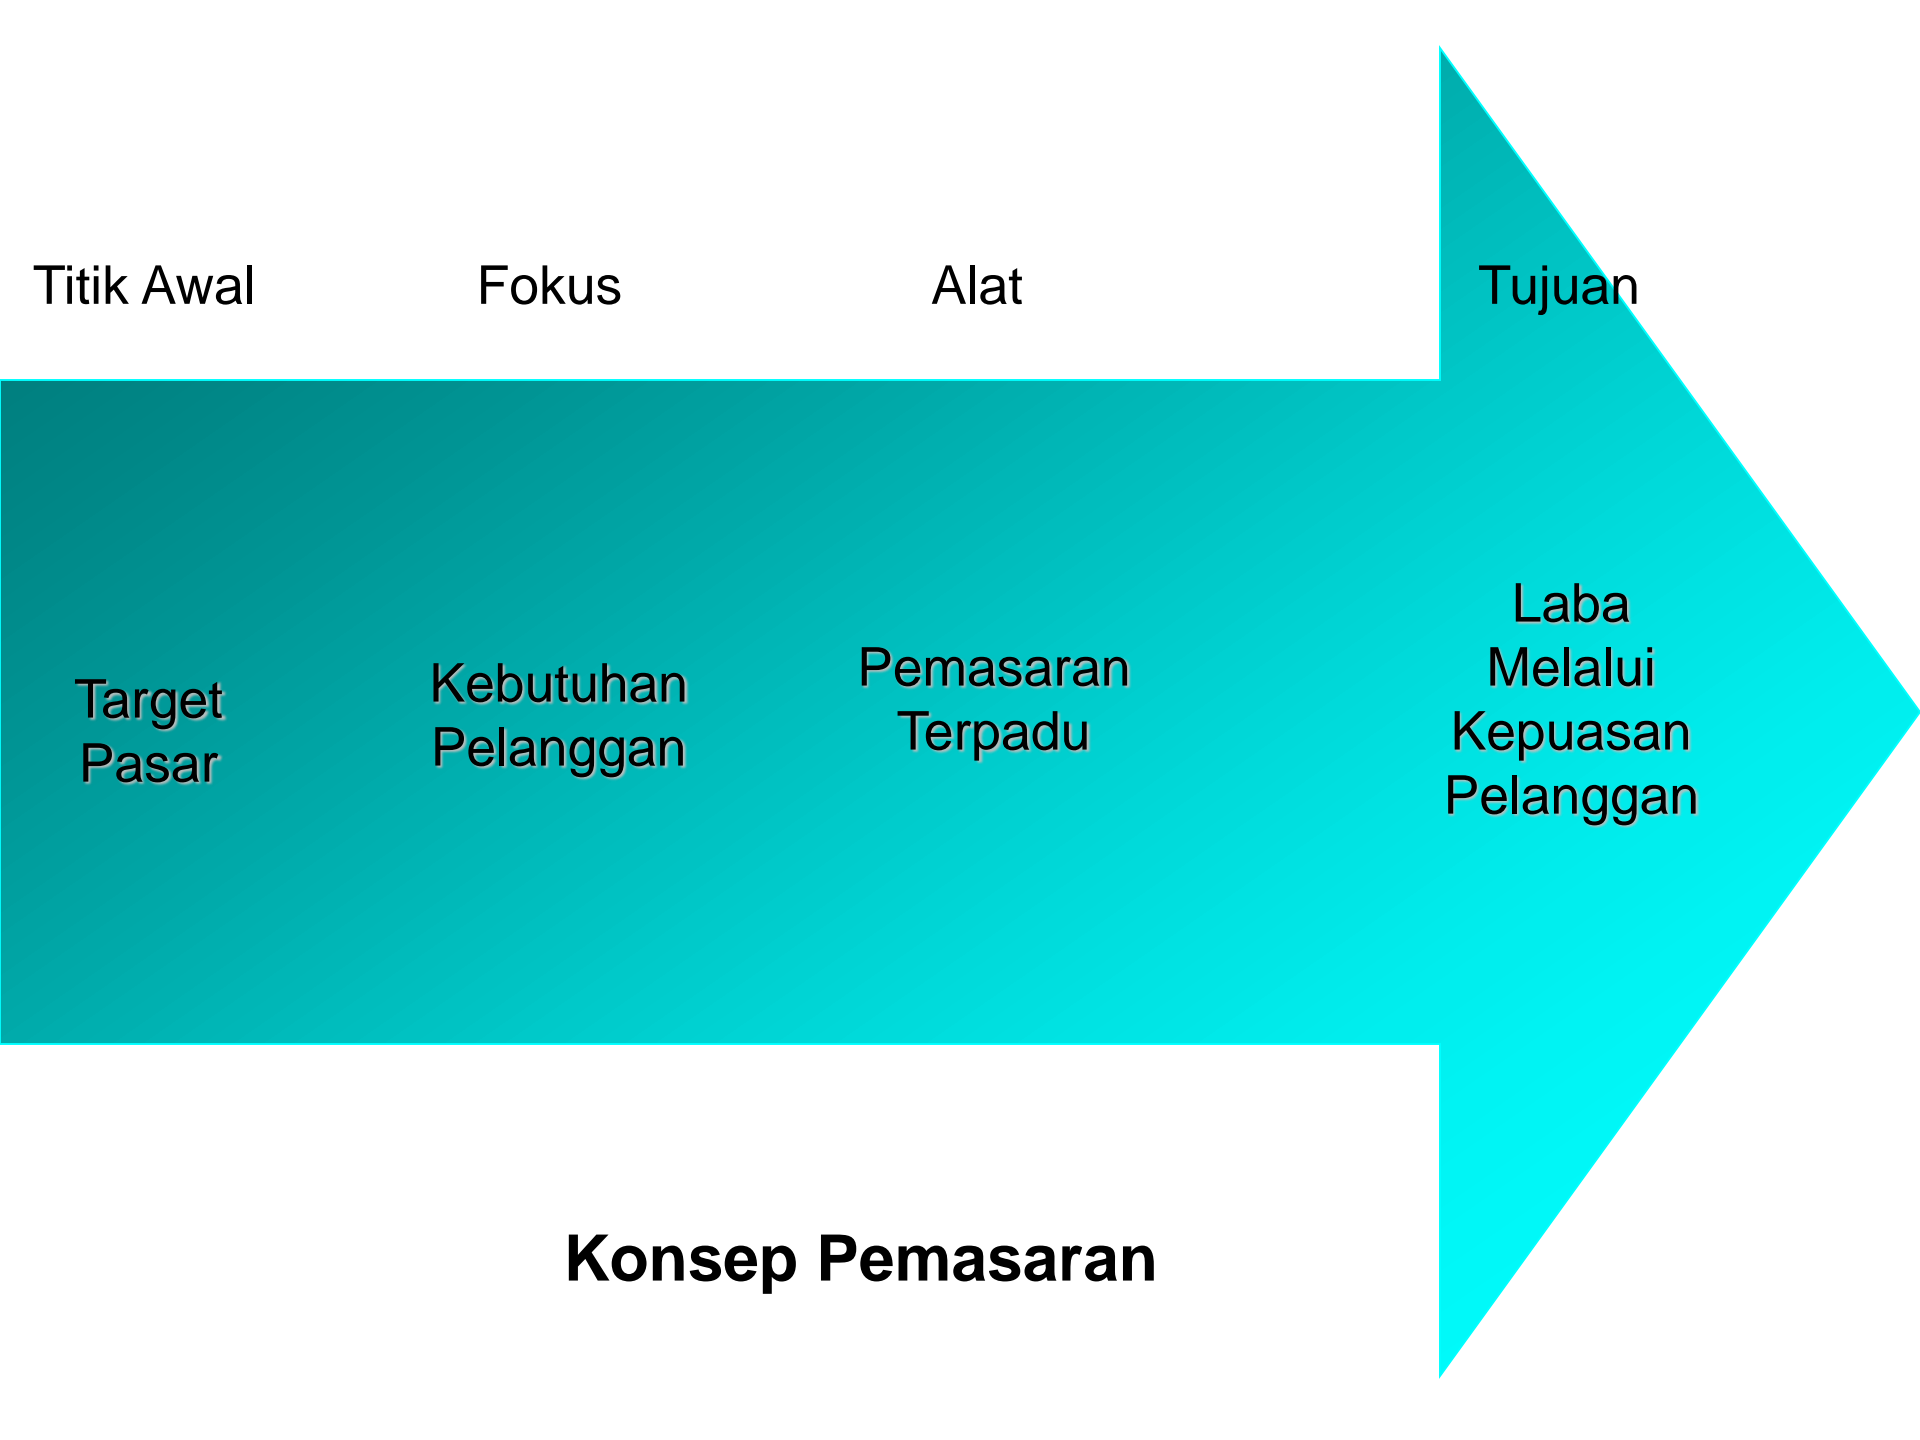 Titik Awal
Fokus
Alat
Tujuan
Target
Pasar
Kebutuhan
Pelanggan
Pemasaran
Terpadu
Laba
Melalui
Kepuasan
Pelanggan
Konsep Pemasaran